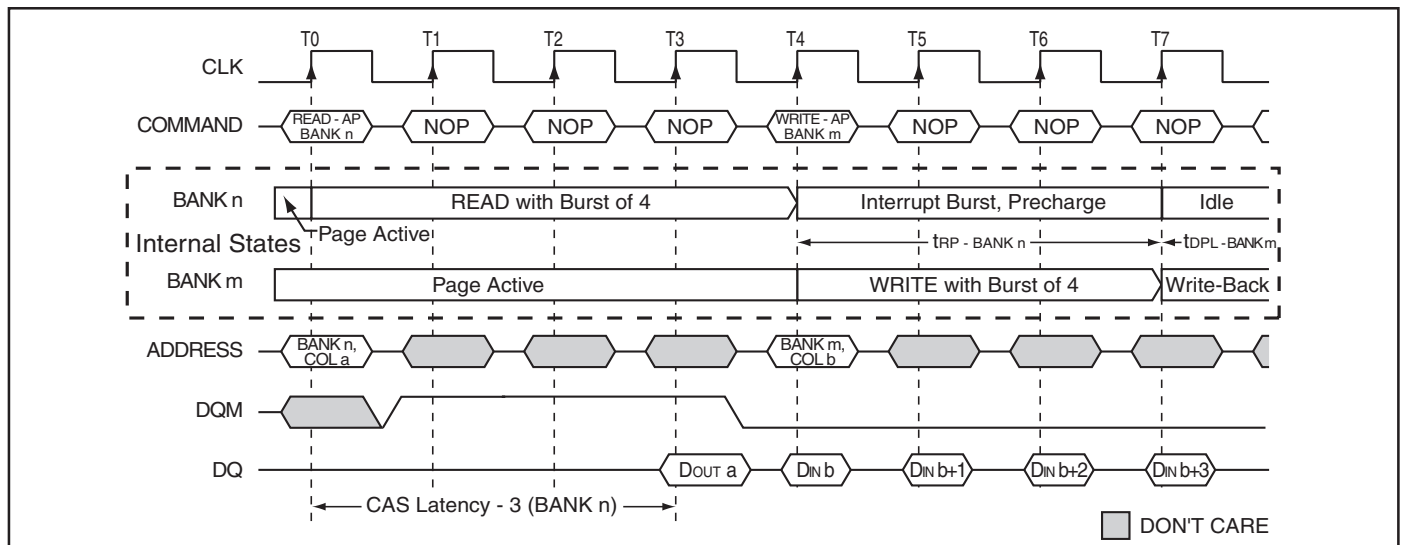 T0 T1 T2 T3 T4 T5 T6 T7
CLK
COMMAND READ - AP BANK n NOP NOP NOP WRITE - AP BANK m NOP NOP NOP
BANK n READ with Burst of 4 Interrupt Burst, Precharge Idle
Internal States Page Active tRP - BANK n tDPL - BANK m
BANK m Page Active WRITE with Burst of 4 Write-Back
ADDRESS BANK n, COL a BANK m, COL b
DQM
DQ DOUT a DIN b DIN b+1 DIN b+2 DIN b+3
CAS Latency - 3 (BANK n)
DON'T CARE